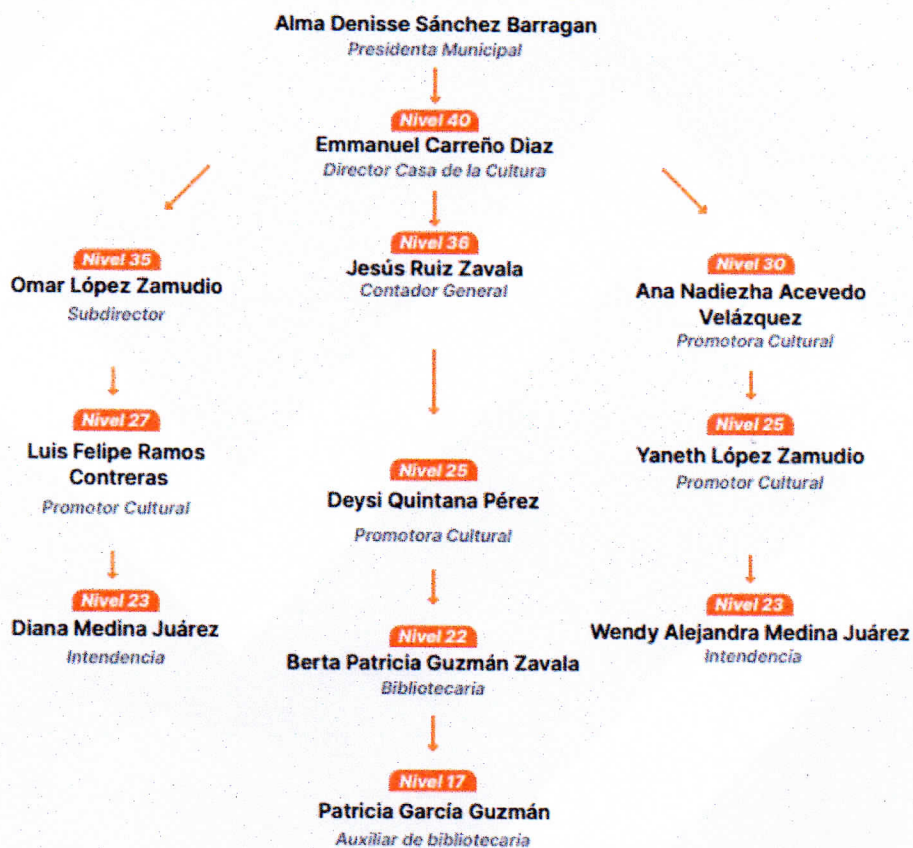 Alma Denisse Sánchez Barragan
Presidenta Municipal
Nivel 40
Emmanuel Carreño Diaz
Director Casa de la Cultura
Nivel 35
Omar López Zamudio
Subdirector
Nivel 36
Jesús Ruiz Zavala
Contador General
Nivel 30
Ana Nadiezha Acevedo
Velázquez
Promotora Cultural
Nivel 27
Luis Felipe Ramos
Contreras
Promotor Cultural
Nivel 25
Deysi Quintana Pérez
Promotora Cultural
Nivel 25
Yaneth López Zamudio
Promotor Cultural
Nivel 23
Diana Medina Juárez
Intendencia
Nivel 22
Berta Patricia Guzmán Zavala
Bibliotecaria
Nivel 23
Wendy Alejandra Medina Juárez
Intendencia
Nivel 17
Patricia García Guzmán
Auxiliar de bibliotecaria